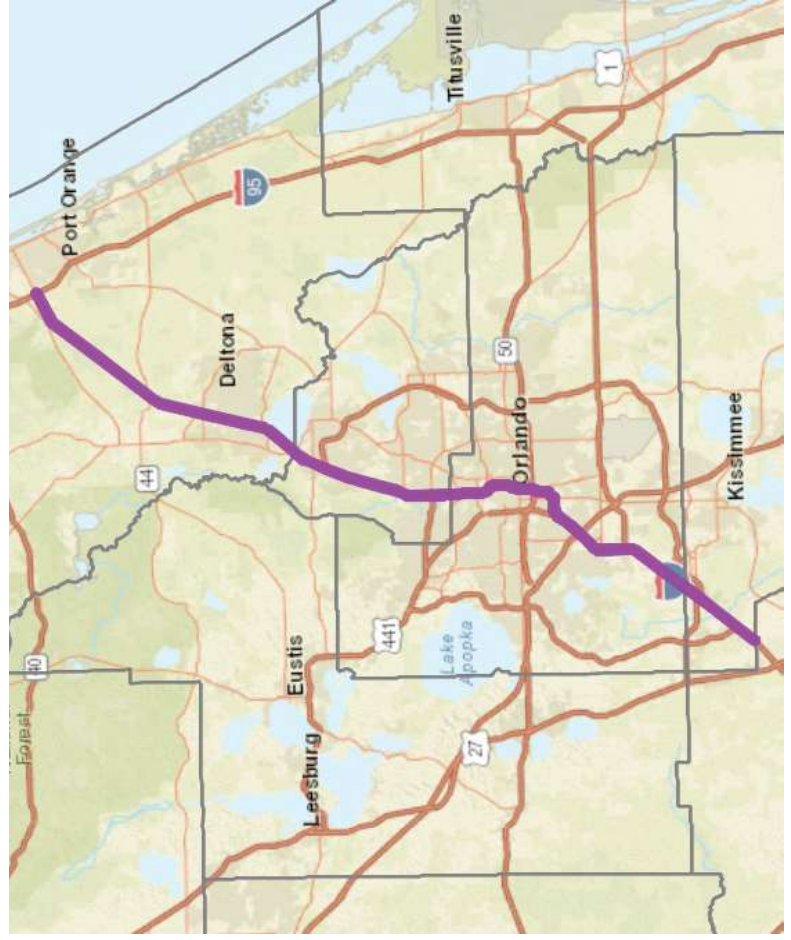 Port Orange
95
Titusville
1
Deltona
44
50
Orlando
Kissimmee
40
Forest
Eustis
441
Lake
Apopka
Leesburg
27